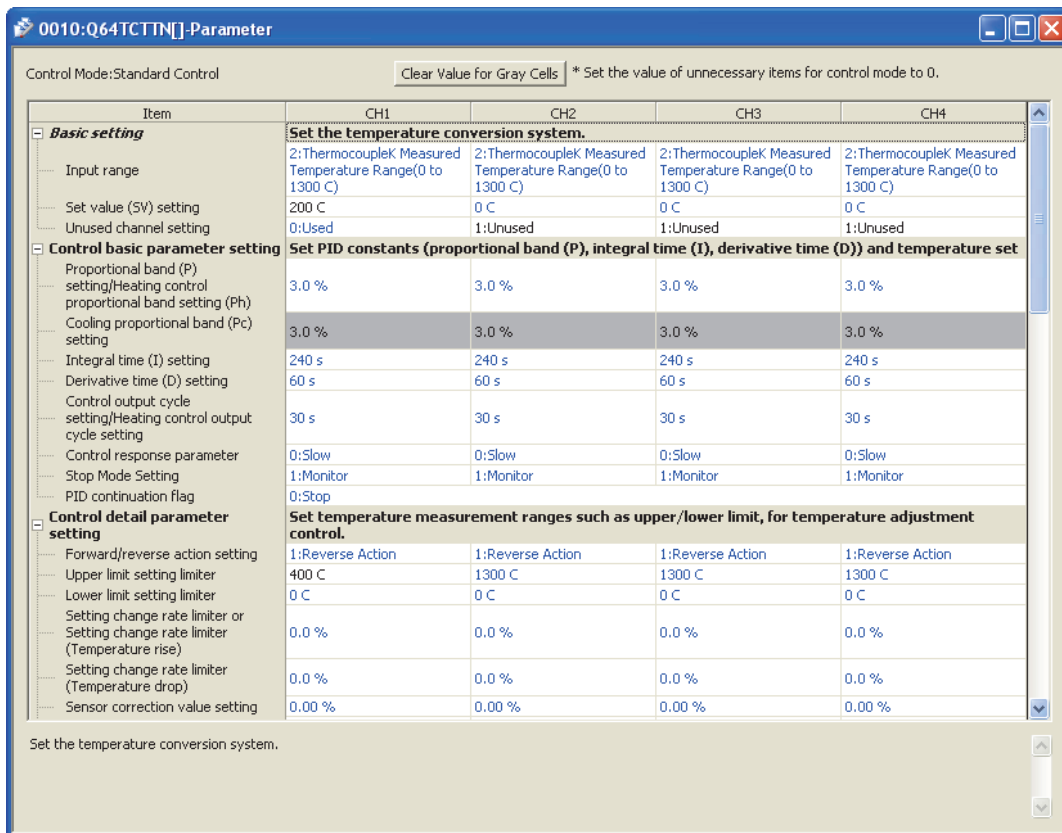 0010:Q64TCTTN[]-Parameter
Control Mode:Standard Control Clear Value for Gray Cells * Set the value of unnecessary items for control mode to 0.
Item CH1 CH2 CH3 CH4
Basic setting Set the temperature conversion system.
Input range 2:ThermocoupleK Measured Temperature Range(0 to 1300 C) 2:ThermocoupleK Measured Temperature Range(0 to 1300 C) 2:ThermocoupleK Measured Temperature Range(0 to 1300 C) 2:ThermocoupleK Measured Temperature Range(0 to 1300 C)
Set value (SV) setting 200 C 0 C 0 C 0 C
Unused channel setting 0:Used 1:Unused 1:Unused 1:Unused
Control basic parameter setting Set PID constants (proportional band (P), integral time (I), derivative time (D)) and temperature set
Proportional band (P) setting/Heating control proportional band setting (Ph) 3.0 % 3.0 % 3.0 % 3.0 %
Cooling proportional band (Pc) setting 3.0 % 3.0 % 3.0 % 3.0 %
Integral time (I) setting 240 s 240 s 240 s 240 s
Derivative time (D) setting 60 s 60 s 60 s 60 s
Control output cycle setting/Heating control output cycle setting 30 s 30 s 30 s 30 s
Control response parameter 0:Slow 0:Slow 0:Slow 0:Slow
Stop Mode Setting 1:Monitor 1:Monitor 1:Monitor 1:Monitor
PID continuation flag 0:Stop
Control detail parameter setting Set temperature measurement ranges such as upper/lower limit, for temperature adjustment control.
Forward/reverse action setting 1:Reverse Action 1:Reverse Action 1:Reverse Action 1:Reverse Action
Upper limit setting limiter 400 C 1300 C 1300 C 1300 C
Lower limit setting limiter 0 C 0 C 0 C 0 C
Setting change rate limiter or Setting change rate limiter (Temperature rise) 0.0 % 0.0 % 0.0 % 0.0 %
Setting change rate limiter (Temperature drop) 0.0 % 0.0 % 0.0 % 0.0 %
Sensor correction value setting 0.00 % 0.00 % 0.00 % 0.00 %
Set the temperature conversion system.